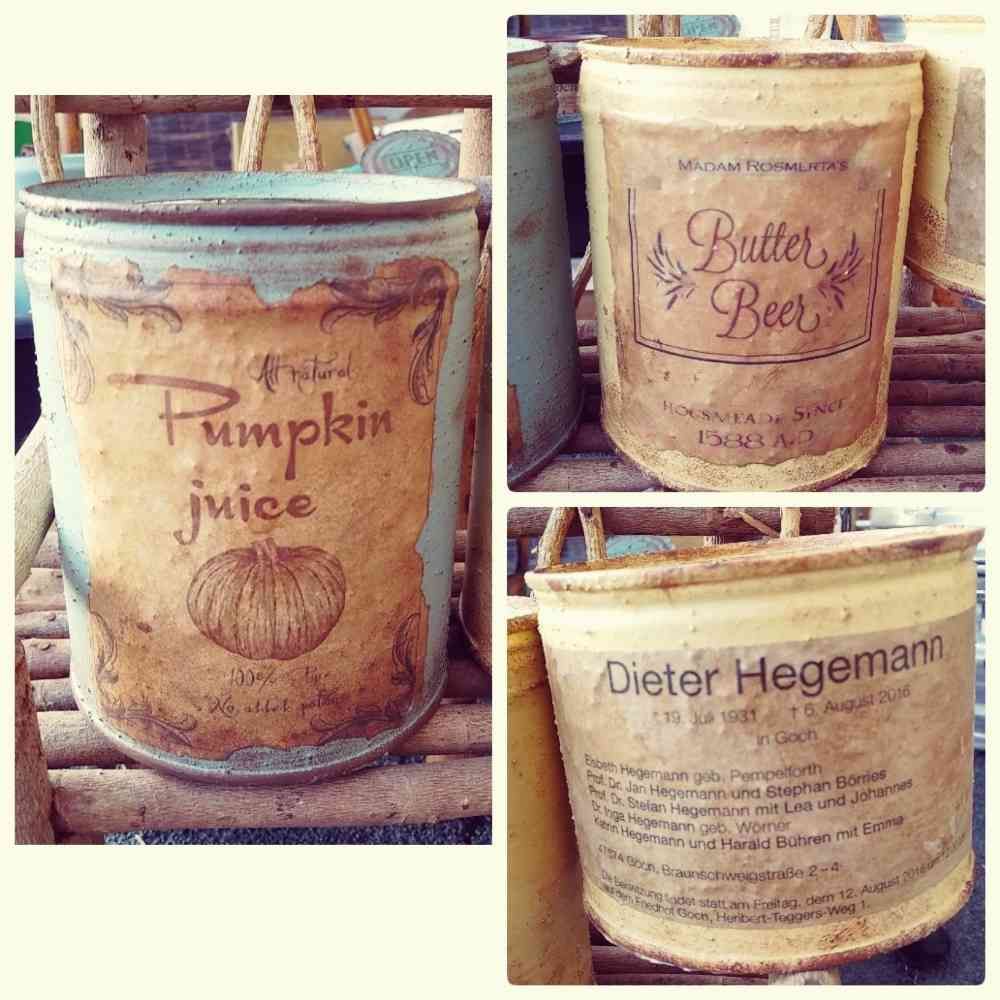 OPEN
All natural
Pumpkin
juice
100% Pure
No added
MADAM ROSMERTA'S
Butter
Beer
HOGSMEADE SINCE
1588 A.D
Dieter Hegemann
* 19. Juli 1931 † 6. August 2016
in Goch
Elsbeth Hegemann geb. Pempelforth
Prof. Dr. Jan Hegemann und Stephan Börries
Prof. Dr. Stefan Hegemann mit Lea und Johannes
Dr. Inga Hegemann geb. Wörner
Katrin Hegemann und Harald Bühren mit Emma
47574 Goch, Braunschweigstraße 2–4
Die Beisetzung findet statt am Freitag, dem 12. August 2016 um
auf dem Friedhof Goch, Heribert-Teggers-Weg 1.